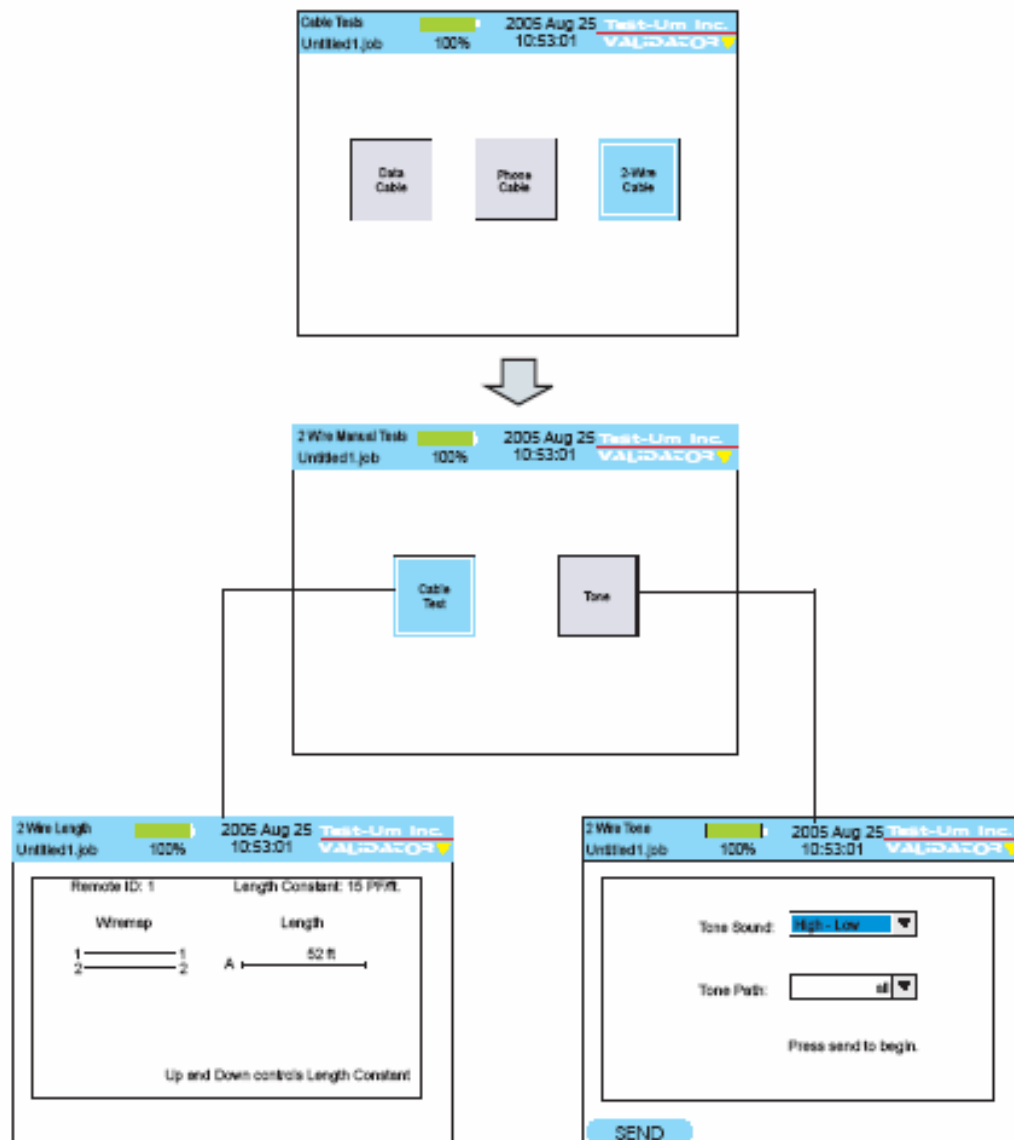 Cable Tests
2005 Aug 25
Test-Um Inc.
Untitled1.job
100%
10:53:01
VALIDATOR
Data
Cable
Phone
Cable
2-Wire
Cable
2 Wire Manual Tests
2005 Aug 25
Test-Um Inc.
Untitled1.job
100%
10:53:01
VALIDATOR
Cable
Test
Tone
2 Wire Length
2005 Aug 25
Test-Um Inc.
Untitled1.job
100%
10:53:01
VALIDATOR
Remote ID: 1
Length Constant: 15 PF/ft.
Wiremap
Length
1 1
2 2
A
52 ft
Up and Down controls Length Constant
2 Wire Tone
2005 Aug 25
Test-Um Inc.
Untitled1.job
100%
10:53:01
VALIDATOR
Tone Sound: High - Low
Tone Path: all
Press send to begin.
SEND